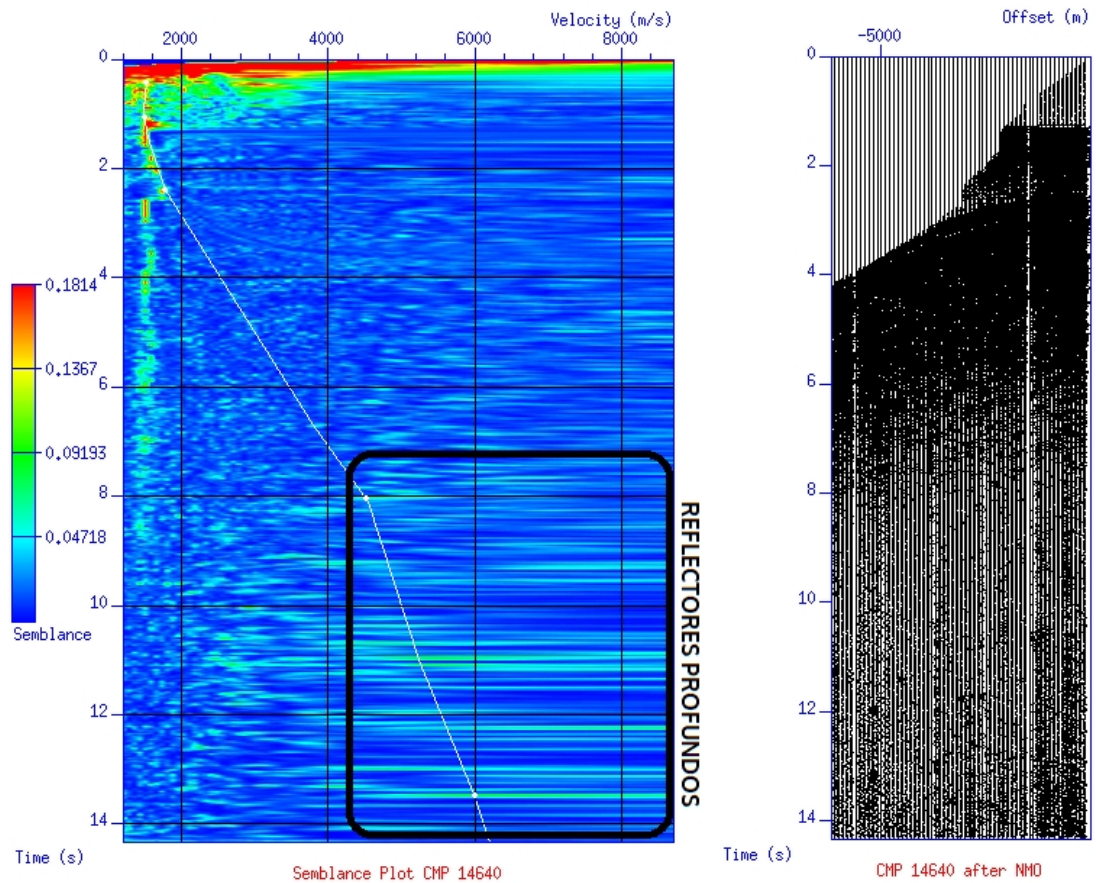 Velocity (m/s)
2000 4000 6000 8000
0
2
4
6
8
10
12
14
Time (s)
Semblance Plot CMP 14640
0.1814
0.1367
0.09193
0.04718
Semblance
REFLECTORES PROFUNDOS
Offset (m)
-5000
0
2
4
6
8
10
12
14
Time (s)
CMP 14640 after NMO